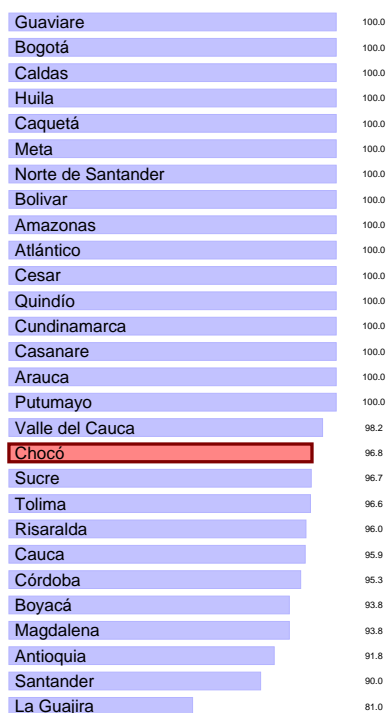 Guaviare 100.0
Bogotá 100.0
Caldas 100.0
Huila 100.0
Caquetá 100.0
Meta 100.0
Norte de Santander 100.0
Bolivar 100.0
Amazonas 100.0
Atlántico 100.0
Cesar 100.0
Quindío 100.0
Cundinamarca 100.0
Casanare 100.0
Arauca 100.0
Putumayo 100.0
Valle del Cauca 98.2
Chocó 96.8
Sucre 96.7
Tolima 96.6
Risaralda 96.0
Cauca 95.9
Córdoba 95.3
Boyacá 93.8
Magdalena 93.8
Antioquia 91.8
Santander 90.0
La Guajira 81.0